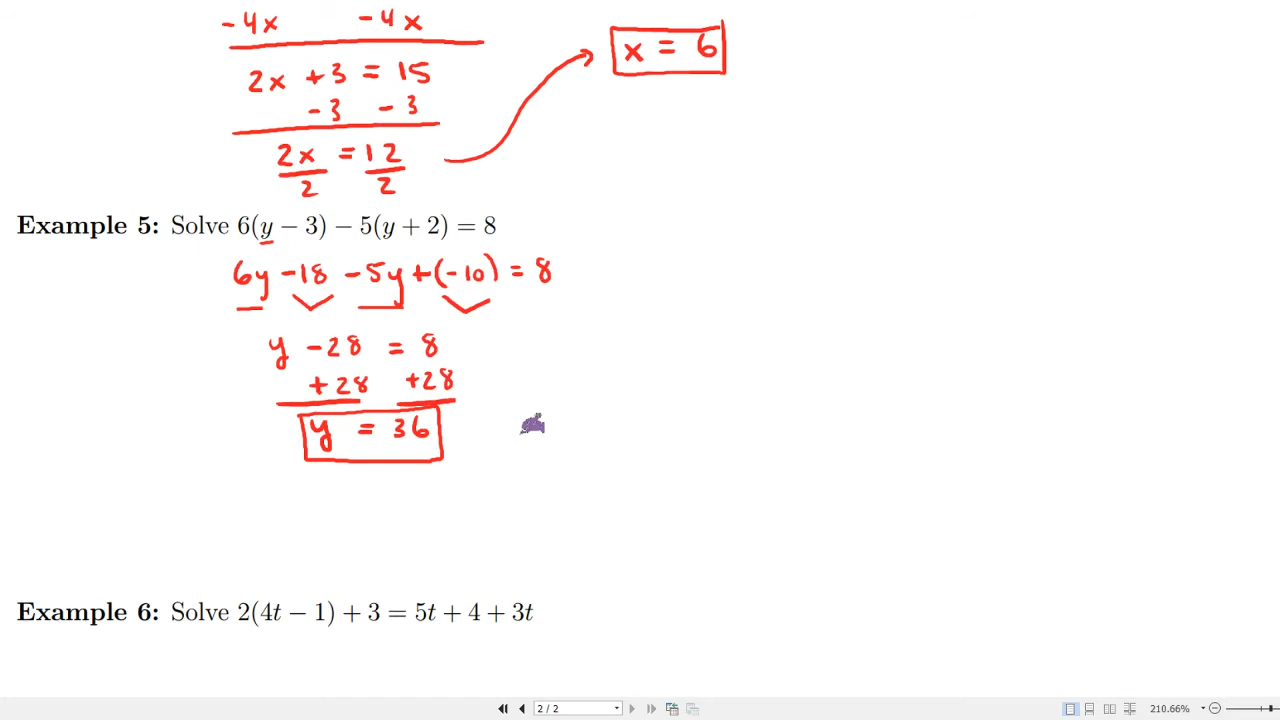 -4x -4x
2x + 3 = 15
x = 6
-3 -3
2x = 12
2 2
Example 5: Solve 6(y − 3) − 5(y + 2) = 8
6y -18 -5y +(-10) = 8
y -28 = 8
+28 +28
y = 36
Example 6: Solve 2(4t − 1) + 3 = 5t + 4 + 3t
2 / 2
210.66%